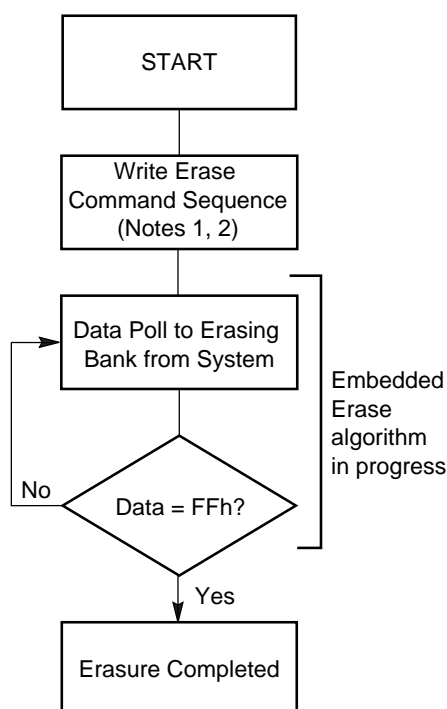 START
Write Erase
Command Sequence
(Notes 1, 2)
Data Poll to Erasing
Bank from System
Embedded
Erase
algorithm
in progress
No
Data = FFh?
Yes
Erasure Completed